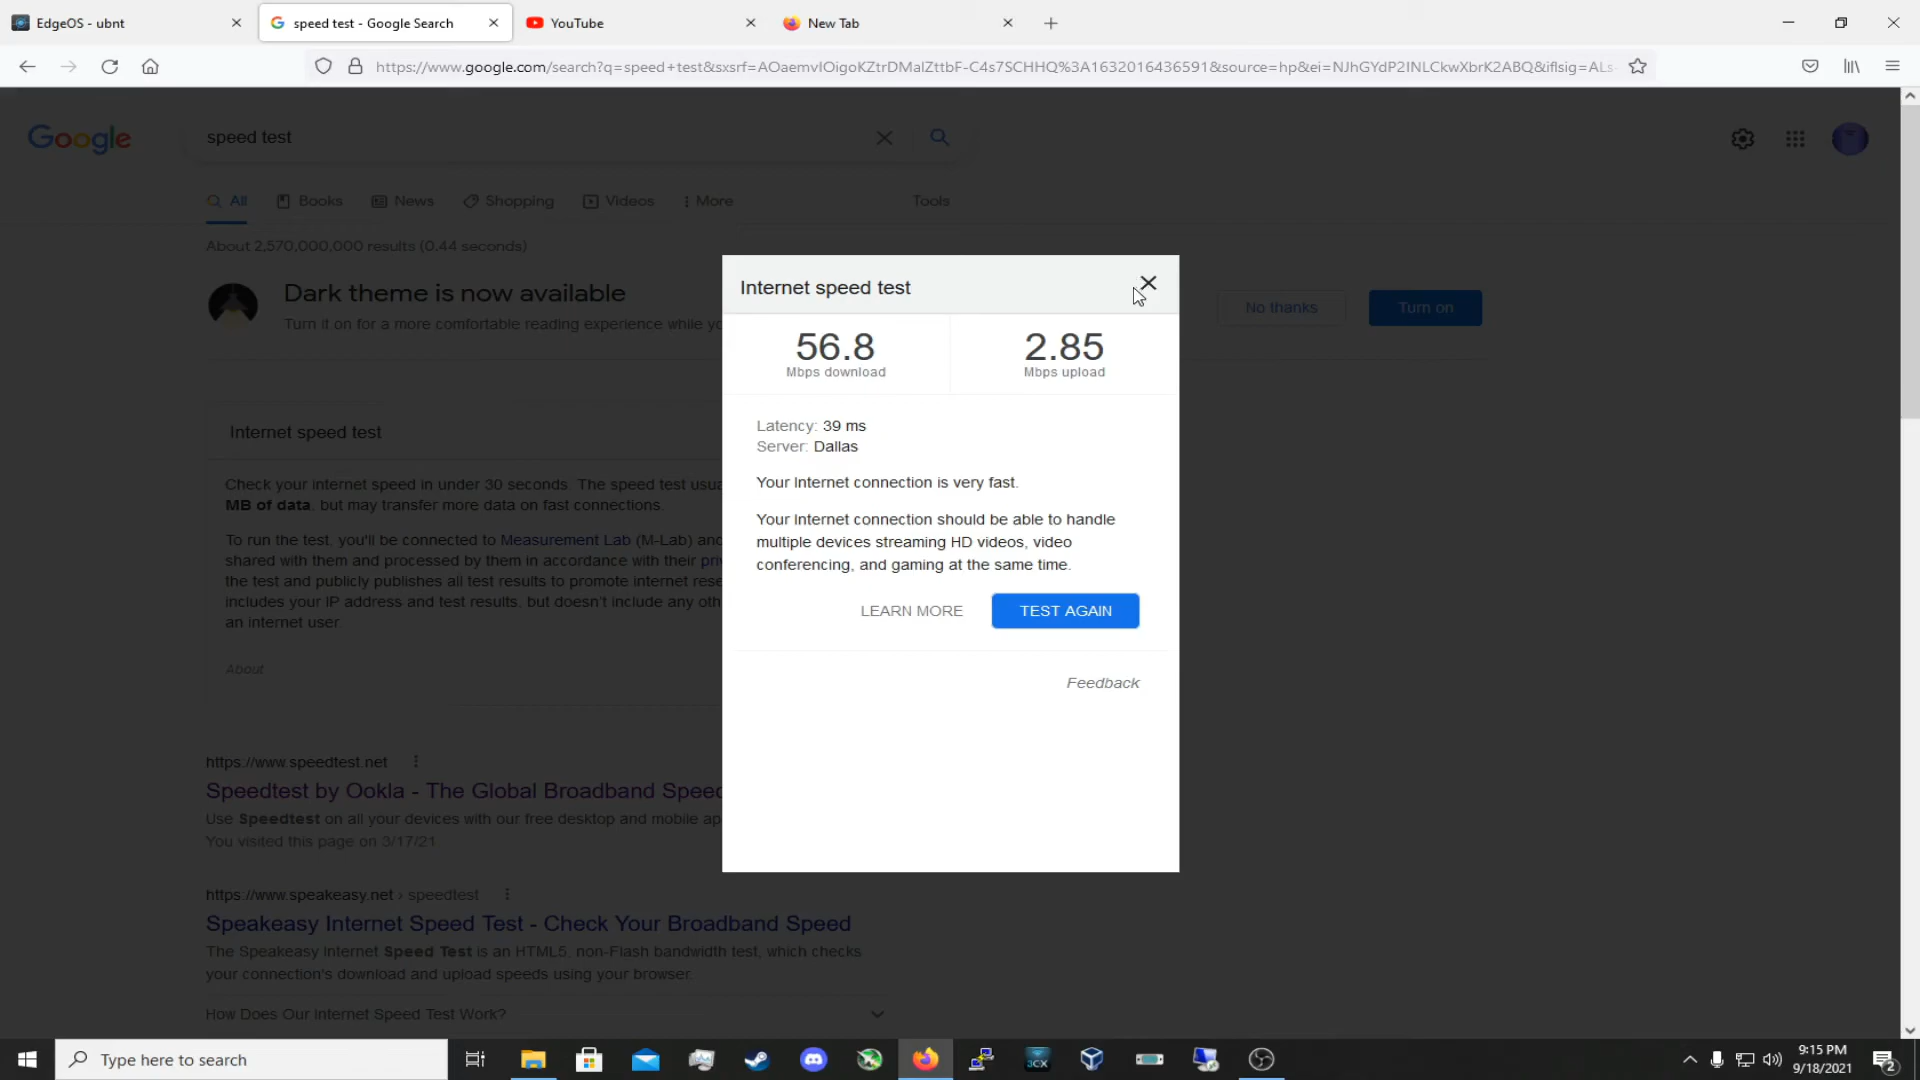 EdgeOS - ubnt
speed test - Google Search
YouTube
New Tab
https://www.google.com/search?q=speed+test&sxsrf=AOaemvIOigoKZtrDMalZttbF-C4s7SCHHQ%3A1632016436591&source=hp&ei=NJhGYdP2INLCkwXbrK2ABQ&iflsig=ALs-
Google
speed test
All
Books
News
Shopping
Videos
More
Tools
About 2,570,000,000 results (0.44 seconds)
Dark theme is now available
Turn it on for a more comfortable reading experience while yo
No thanks
Turn on
Internet speed test
Check your internet speed in under 30 seconds. The speed test usua
MB of data, but may transfer more data on fast connections.
To run the test, you'll be connected to Measurement Lab (M-Lab) and
shared with them and processed by them in accordance with their priv
the test and publicly publishes all test results to promote internet rese
includes your IP address and test results, but doesn't include any oth
an internet user.
About
Internet speed test
56.8
Mbps download
2.85
Mbps upload
Latency: 39 ms
Server: Dallas
Your Internet connection is very fast.
Your Internet connection should be able to handle
multiple devices streaming HD videos, video
conferencing, and gaming at the same time.
LEARN MORE
TEST AGAIN
Feedback
https://www.speedtest.net
Speedtest by Ookla - The Global Broadband Speed
Use Speedtest on all your devices with our free desktop and mobile ap
You visited this page on 3/17/21.
https://www.speakeasy.net › speedtest
Speakeasy Internet Speed Test - Check Your Broadband Speed
The Speakeasy Internet Speed Test is an HTML5, non-Flash bandwidth test, which checks
your connection's download and upload speeds using your browser.
How Does Our Internet Speed Test Work?
Type here to search
3CX
9:15 PM
9/18/2021
2